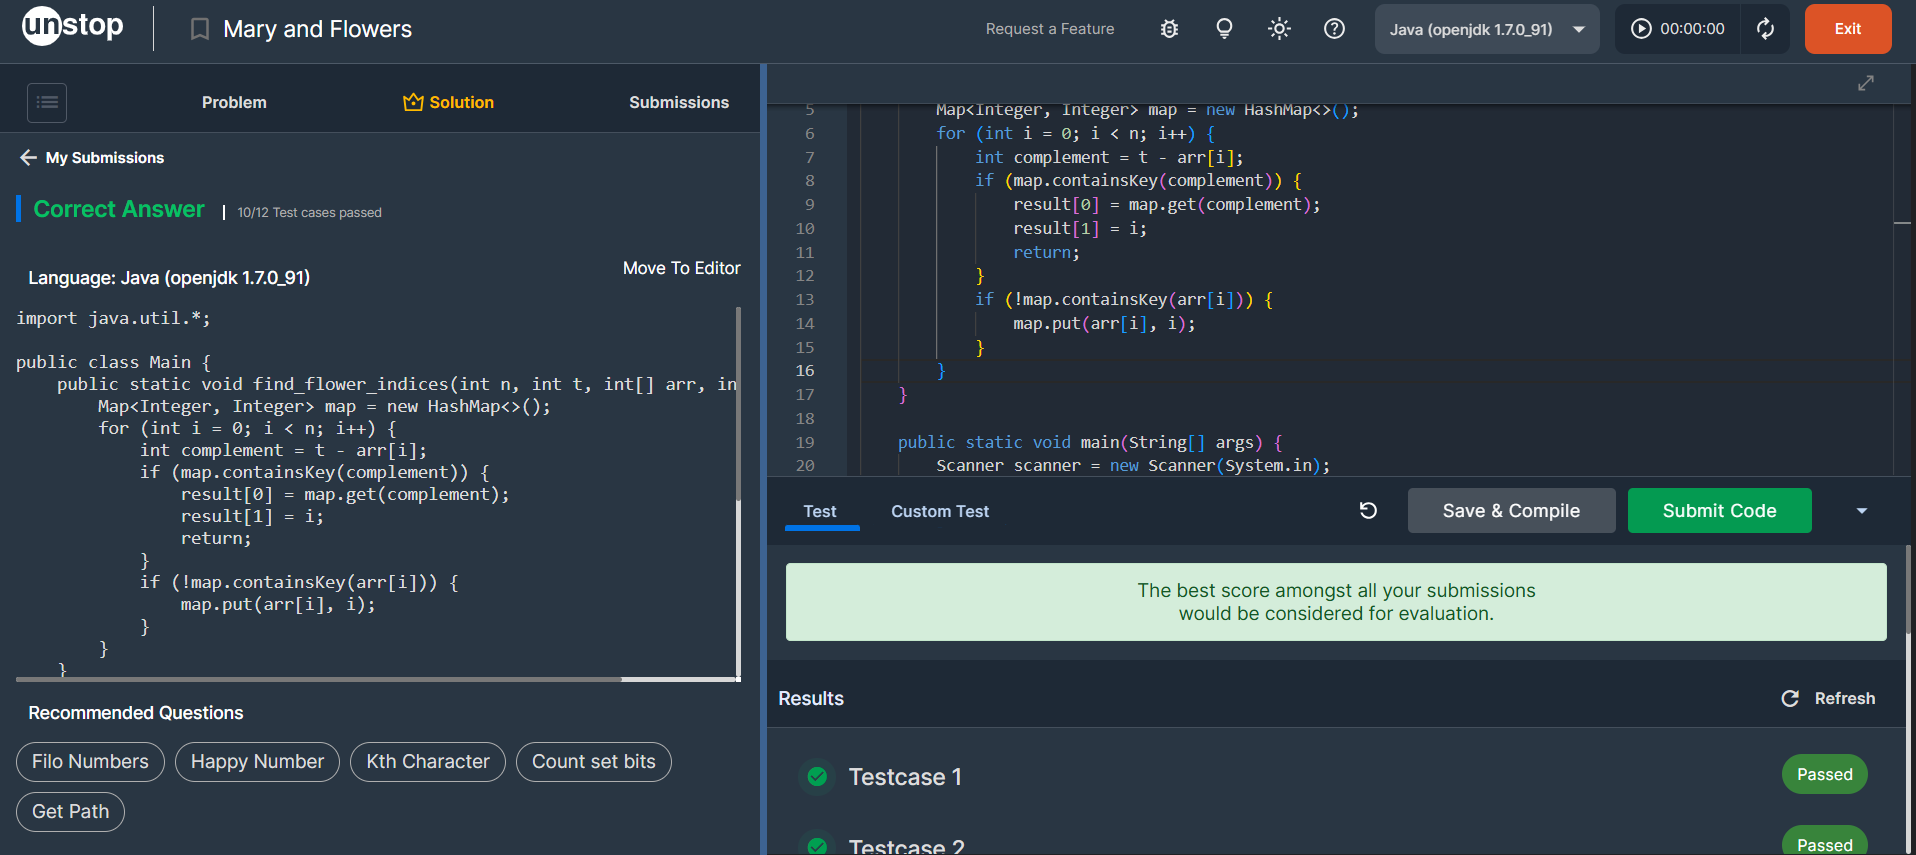 unstop
Mary and Flowers
Request a Feature
Java (openjdk 1.7.0_91)
00:00:00
Exit
Problem
Solution
Submissions
My Submissions
Correct Answer
10/12 Test cases passed
Language: Java (openjdk 1.7.0_91)
Move To Editor
import java.util.*;
public class Main {
public static void find_flower_indices(int n, int t, int[] arr, in
Map<Integer, Integer> map = new HashMap<>();
for (int i = 0; i < n; i++) {
int complement = t - arr[i];
if (map.containsKey(complement)) {
result[0] = map.get(complement);
result[1] = i;
return;
}
if (!map.containsKey(arr[i])) {
map.put(arr[i], i);
}
}
}
Recommended Questions
Filo Numbers
Happy Number
Kth Character
Count set bits
Get Path
5 Map<Integer, Integer> map = new HashMap<>();
6 for (int i = 0; i < n; i++) {
7 int complement = t - arr[i];
8 if (map.containsKey(complement)) {
9 result[0] = map.get(complement);
10 result[1] = i;
11 return;
12 }
13 if (!map.containsKey(arr[i])) {
14 map.put(arr[i], i);
15 }
16 }
17 }
18
19 public static void main(String[] args) {
20 Scanner scanner = new Scanner(System.in);
Test
Custom Test
Save & Compile
Submit Code
The best score amongst all your submissions
would be considered for evaluation.
Results
Refresh
Testcase 1
Passed
Testcase 2
Passed